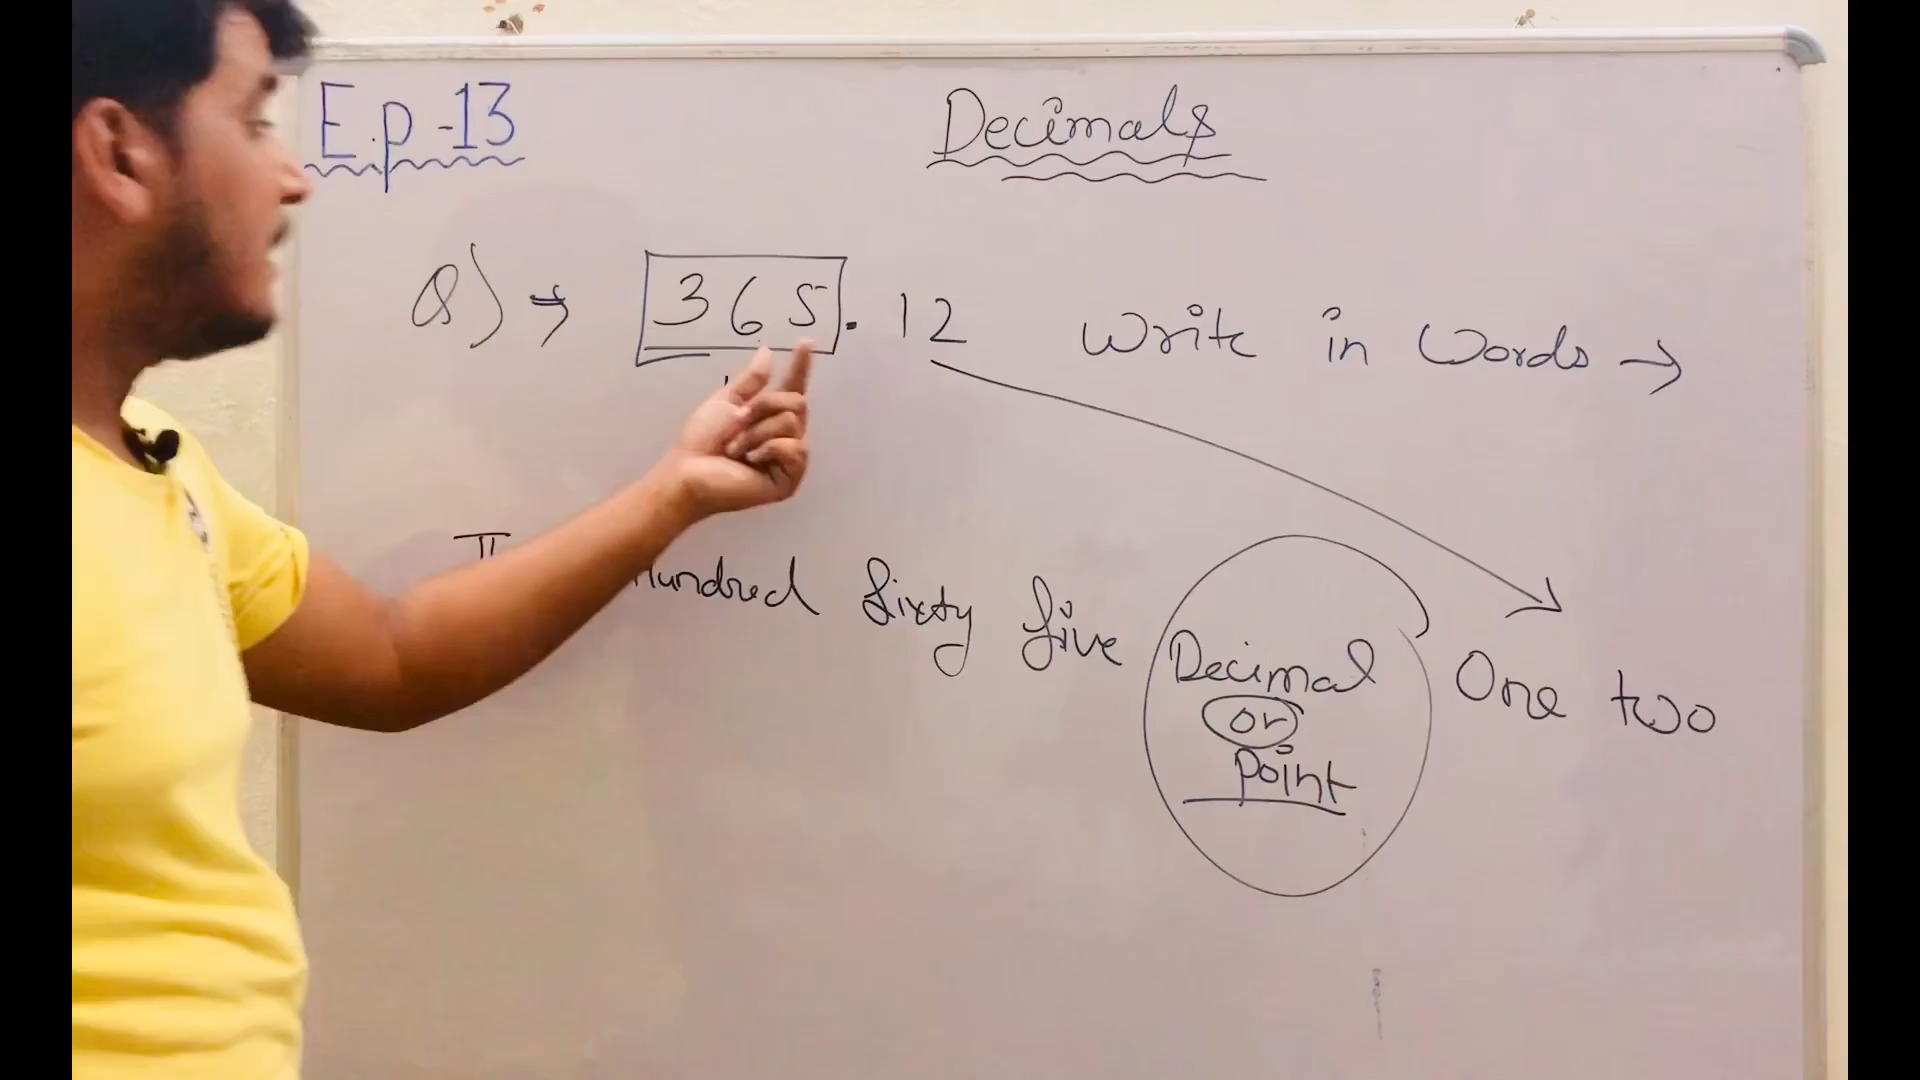 E.p-13
Decimals
Q) → 365.12 Write in Words →
Hundred Sixty five Decimal or point One two